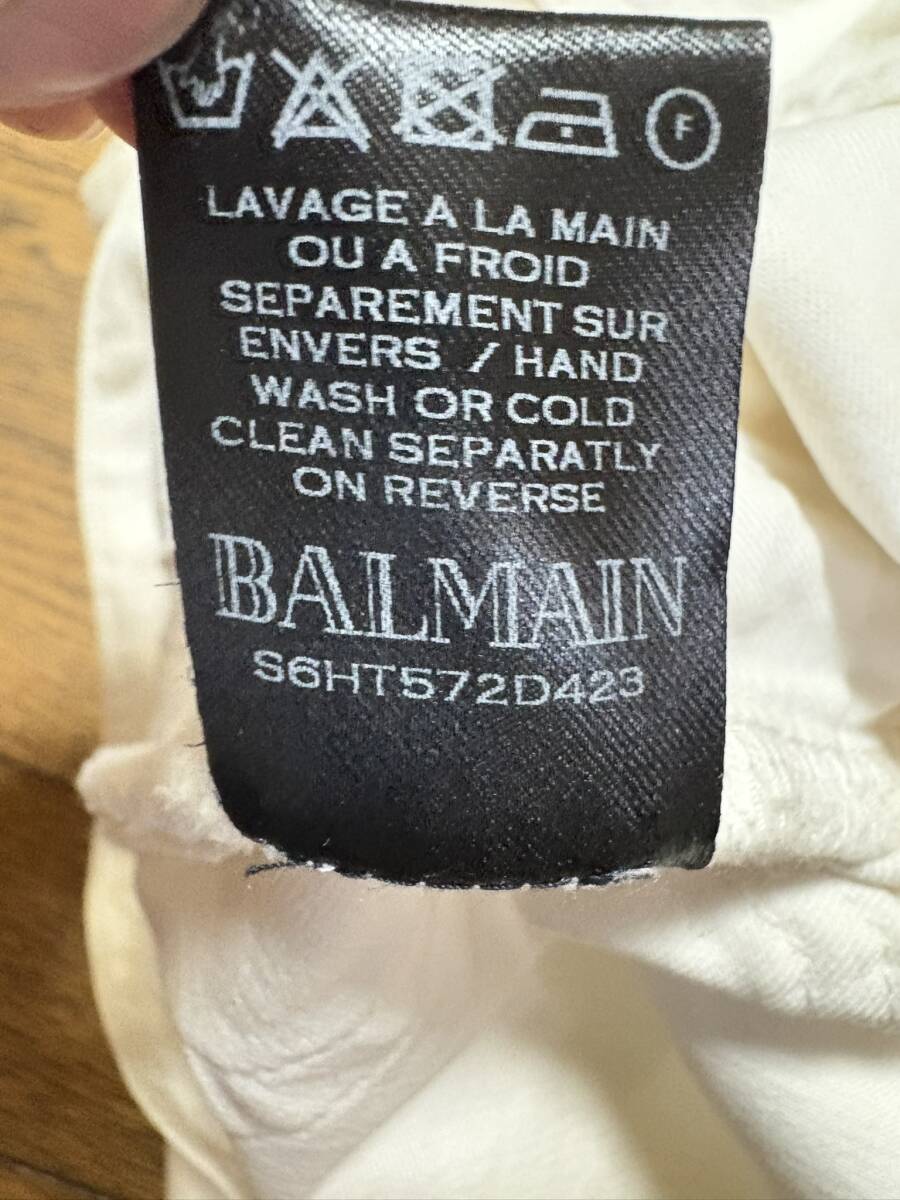 F
LAVAGE A LA MAIN
OU A FROID
SEPAREMENT SUR
ENVERS / HAND
WASH OR COLD
CLEAN SEPARATLY
ON REVERSE
BALMAIN
S6HT572D423